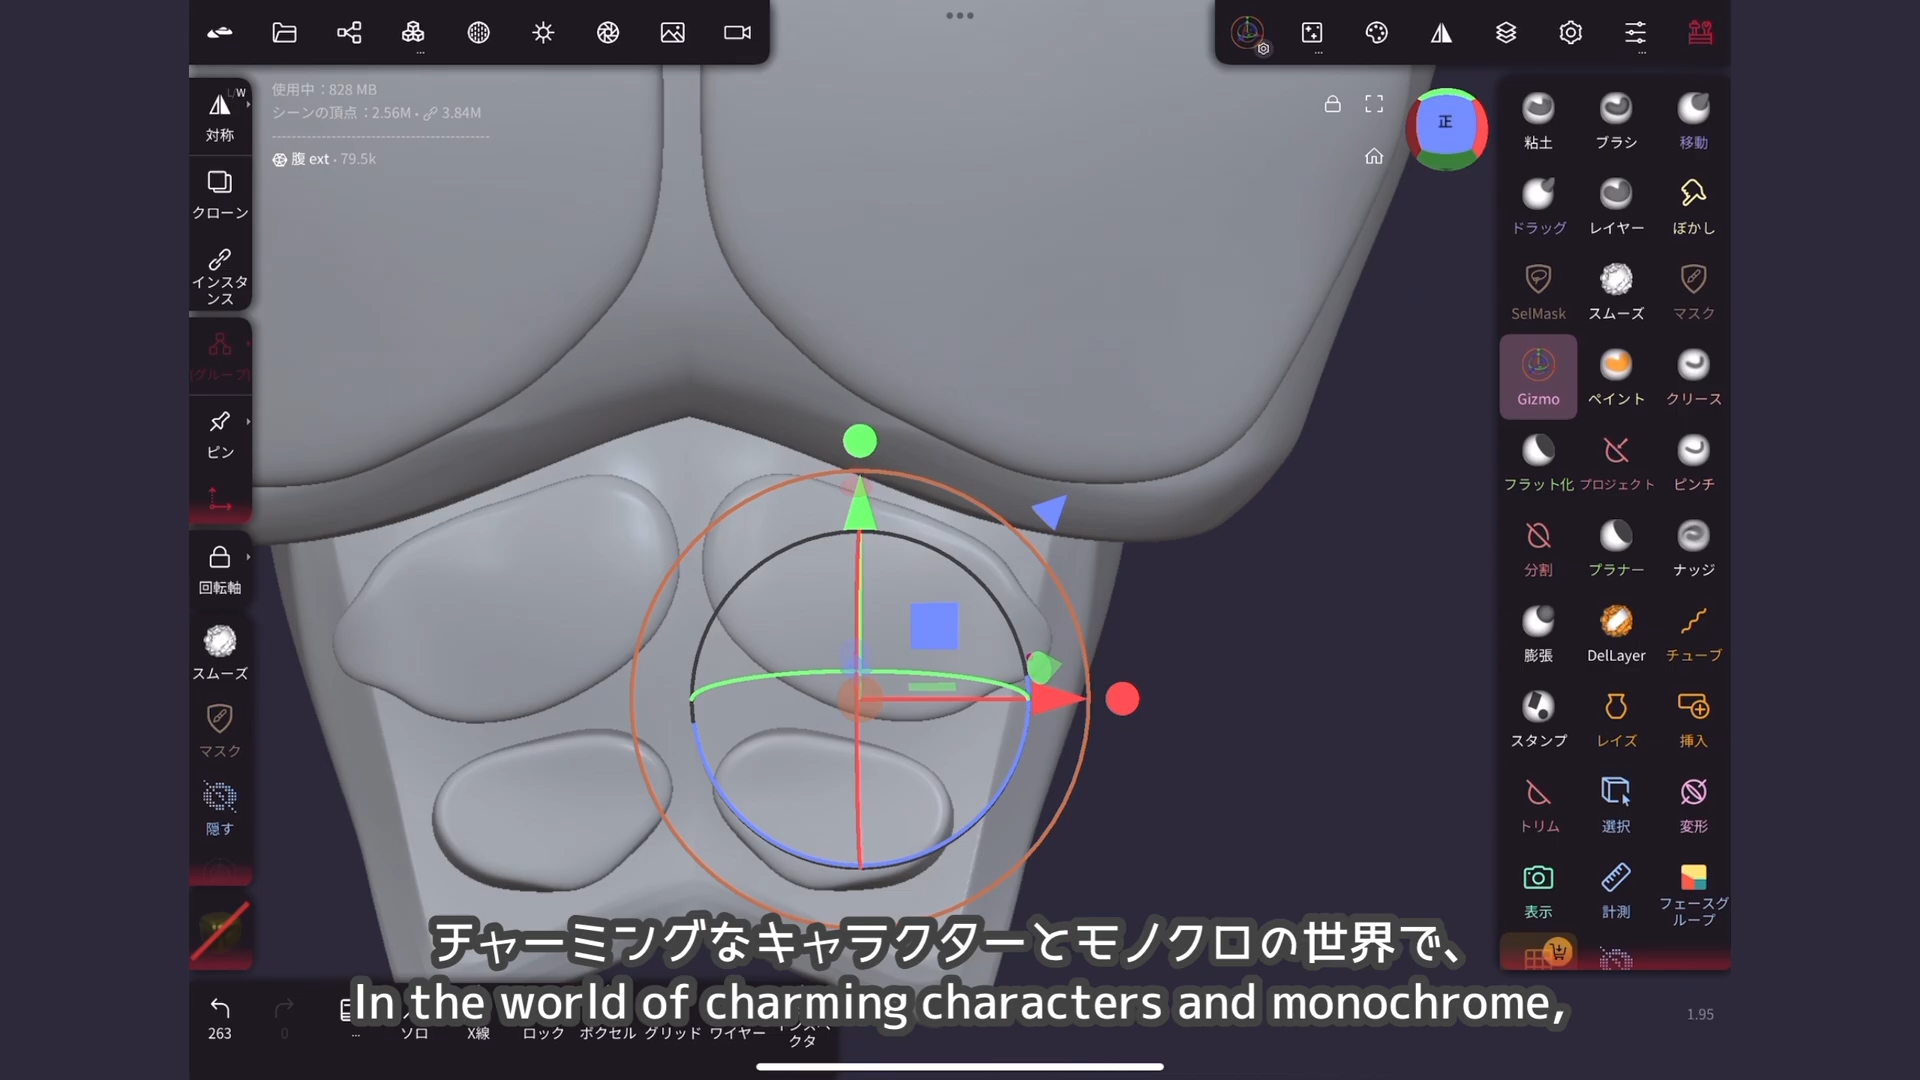 使用中：828 MB
シーンの頂点：2.56M • 3.84M
腹 ext • 79.5k
L/W
対称
クローン
インスタンス
(グループ)
ピン
回転軸
スムーズ
マスク
隠す
正
粘土 ブラシ 移動
ドラッグ レイヤー ぼかし
SelMask スムーズ マスク
Gizmo ペイント クリース
フラット化 プロジェクト ピンチ
分割 プラナー ナッジ
膨張 DelLayer チューブ
スタンプ レイズ 挿入
トリム 選択 変形
表示 計測 フェースグループ
チャーミングなキャラクターとモノクロの世界で、
In the world of charming characters and monochrome,
263 0 ... ソロ X線 ロック ボクセル グリッド ワイヤー
1.95